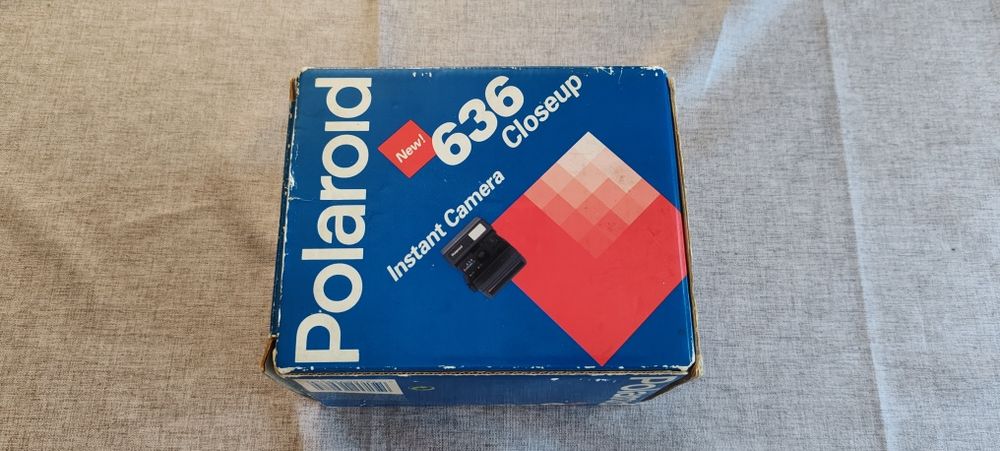 Polaroid
New!
636
Closeup
Instant Camera